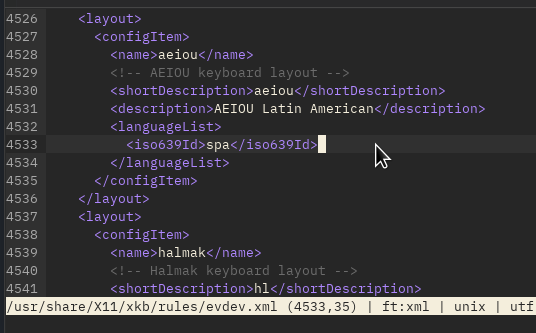 4526 <layout>
4527 <configItem>
4528 <name>aeiou</name>
4529 <!-- AEIOU keyboard layout -->
4530 <shortDescription>aeiou</shortDescription>
4531 <description>AEIOU Latin American</description>
4532 <languageList>
4533 <iso639Id>spa</iso639Id>
4534 </languageList>
4535 </configItem>
4536 </layout>
4537 <layout>
4538 <configItem>
4539 <name>halmak</name>
4540 <!-- Halmak keyboard layout -->
4541 <shortDescription>hl</shortDescription>
/usr/share/X11/xkb/rules/evdev.xml (4533,35) | ft:xml | unix | utf